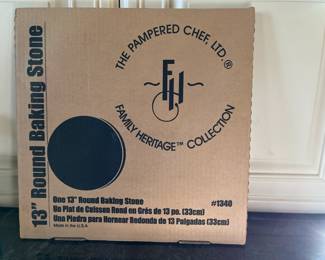 13" Round Baking Stone
THE PAMPERED CHEF, LTD.®
FH
FAMILY HERITAGE™ COLLECTION
One 13" Round Baking Stone #1340
Un Plat de Cuisson Rond en Grés de 13 po. (33cm)
Una Piedra para Hornear Redonda de 13 Pulgadas (33cm)
Made in the U.S.A.